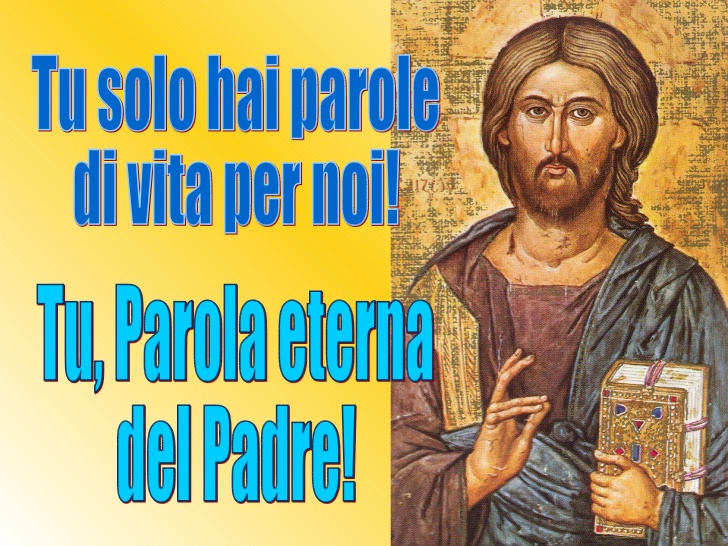 Tu solo hai parole
di vita per noi!
Tu, Parola eterna
del Padre!